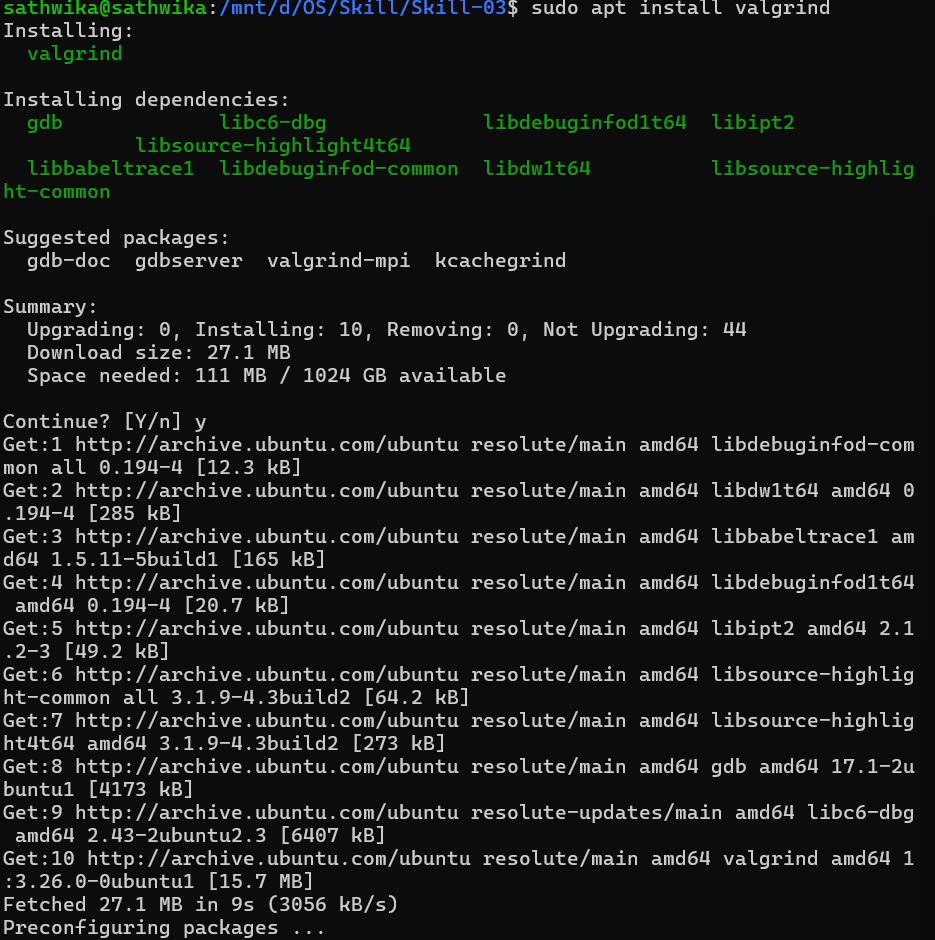 sathwika@sathwika:/mnt/d/OS/Skill/Skill-03$ sudo apt install valgrind
Installing:
  valgrind

Installing dependencies:
  gdb             libc6-dbg             libdebuginfod1t64  libipt2
           libsource-highlight4t64
  libbabeltrace1  libdebuginfod-common  libdw1t64          libsource-highlig
ht-common

Suggested packages:
  gdb-doc  gdbserver  valgrind-mpi  kcachegrind

Summary:
  Upgrading: 0, Installing: 10, Removing: 0, Not Upgrading: 44
  Download size: 27.1 MB
  Space needed: 111 MB / 1024 GB available

Continue? [Y/n] y
Get:1 http://archive.ubuntu.com/ubuntu resolute/main amd64 libdebuginfod-com
mon all 0.194-4 [12.3 kB]
Get:2 http://archive.ubuntu.com/ubuntu resolute/main amd64 libdw1t64 amd64 0
.194-4 [285 kB]
Get:3 http://archive.ubuntu.com/ubuntu resolute/main amd64 libbabeltrace1 am
d64 1.5.11-5build1 [165 kB]
Get:4 http://archive.ubuntu.com/ubuntu resolute/main amd64 libdebuginfod1t64
 amd64 0.194-4 [20.7 kB]
Get:5 http://archive.ubuntu.com/ubuntu resolute/main amd64 libipt2 amd64 2.1
.2-3 [49.2 kB]
Get:6 http://archive.ubuntu.com/ubuntu resolute/main amd64 libsource-highlig
ht-common all 3.1.9-4.3build2 [64.2 kB]
Get:7 http://archive.ubuntu.com/ubuntu resolute/main amd64 libsource-highlig
ht4t64 amd64 3.1.9-4.3build2 [273 kB]
Get:8 http://archive.ubuntu.com/ubuntu resolute/main amd64 gdb amd64 17.1-2u
buntu1 [4173 kB]
Get:9 http://archive.ubuntu.com/ubuntu resolute-updates/main amd64 libc6-dbg
 amd64 2.43-2ubuntu2.3 [6407 kB]
Get:10 http://archive.ubuntu.com/ubuntu resolute/main amd64 valgrind amd64 1
:3.26.0-0ubuntu1 [15.7 MB]
Fetched 27.1 MB in 9s (3056 kB/s)
Preconfiguring packages ...